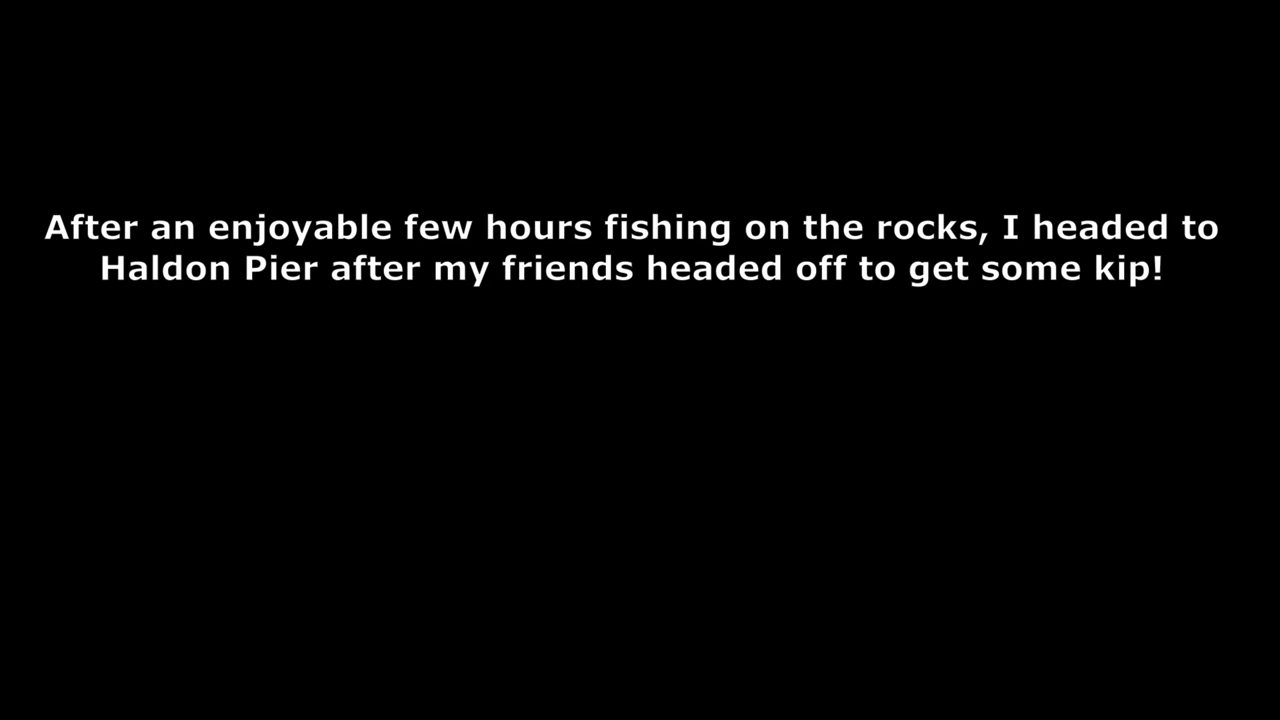 After an enjoyable few hours fishing on the rocks, I headed to
Haldon Pier after my friends headed off to get some kip!